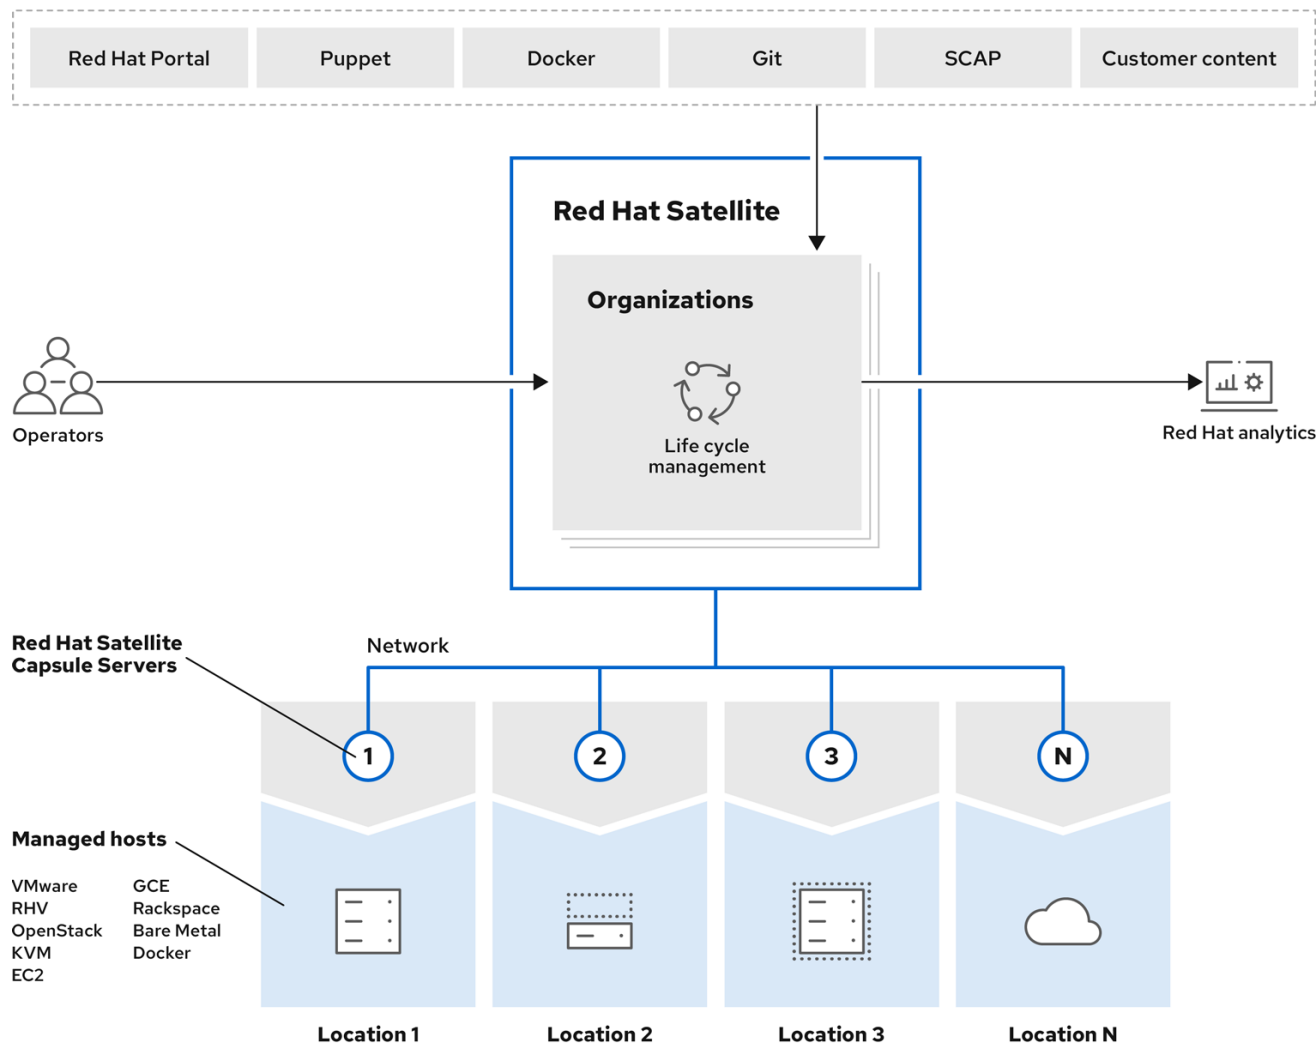 Red Hat Portal
Puppet
Docker
Git
SCAP
Customer content
Red Hat Satellite
Organizations
Life cycle
management
Operators
Red Hat analytics
Red Hat Satellite
Capsule Servers
Network
1
2
3
N
Managed hosts
VMware
RHV
OpenStack
KVM
EC2
GCE
Rackspace
Bare Metal
Docker
Location 1
Location 2
Location 3
Location N